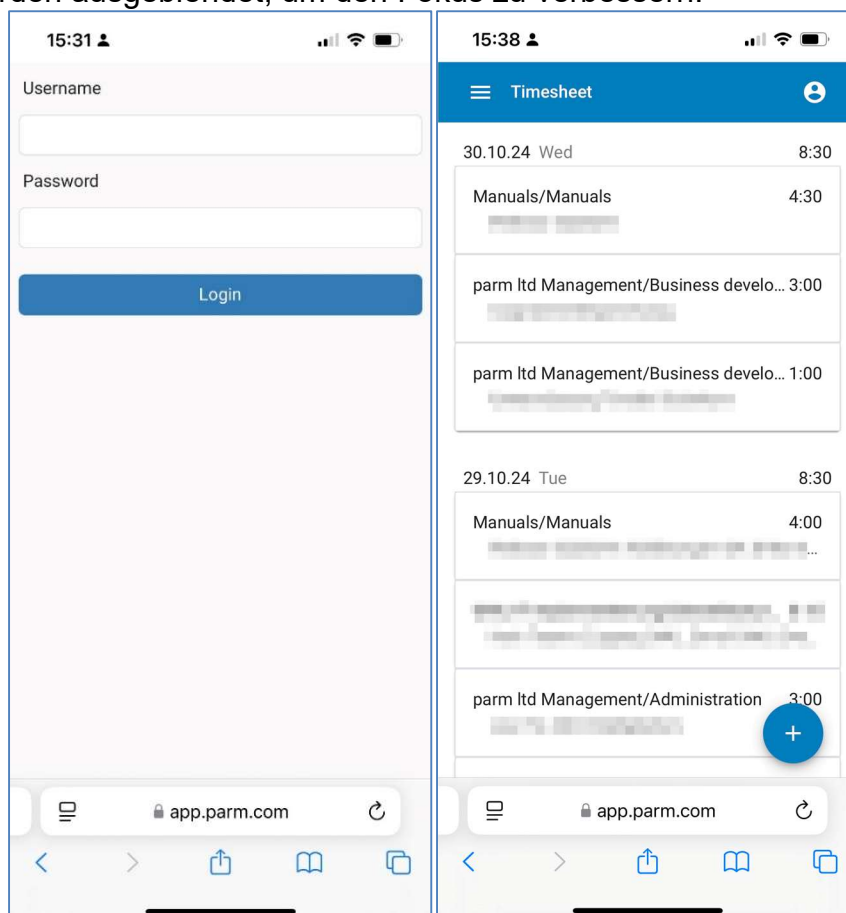 ausgeblendet, um den Fokus zu verbessern.
15:31
Username
Password
Login
app.parm.com
15:38
Timesheet
30.10.24 Wed 8:30
Manuals/Manuals 4:30
parm ltd Management/Business develo... 3:00
parm ltd Management/Business develo... 1:00
29.10.24 Tue 8:30
Manuals/Manuals 4:00
parm ltd Management/Administration 3:00
+
app.parm.com